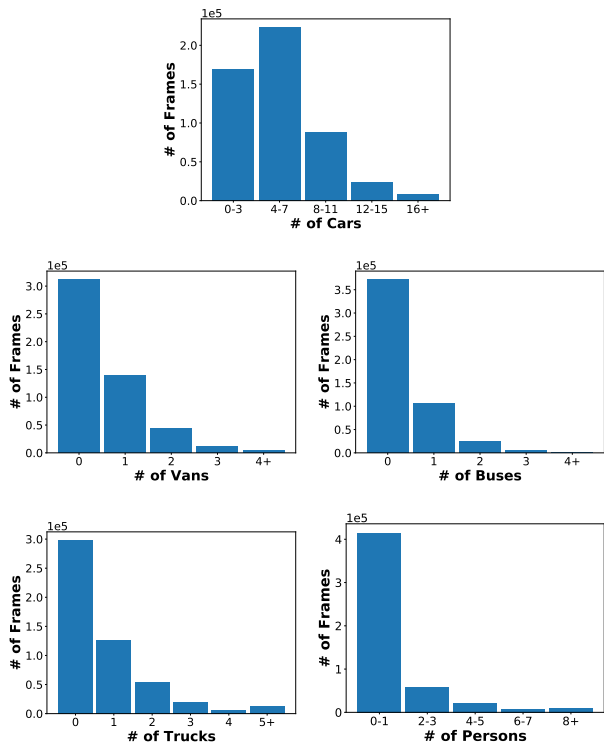 1e5
# of Frames
2.0
1.5
1.0
0.5
0.0
0-3 4-7 8-11 12-15 16+
# of Cars
1e5
# of Frames
3.0
2.5
2.0
1.5
1.0
0.5
0.0
0 1 2 3 4+
# of Vans
1e5
# of Frames
3.5
3.0
2.5
2.0
1.5
1.0
0.5
0.0
0 1 2 3 4+
# of Buses
1e5
# of Frames
3.0
2.5
2.0
1.5
1.0
0.5
0.0
0 1 2 3 4 5+
# of Trucks
1e5
# of Frames
4
3
2
1
0
0-1 2-3 4-5 6-7 8+
# of Persons